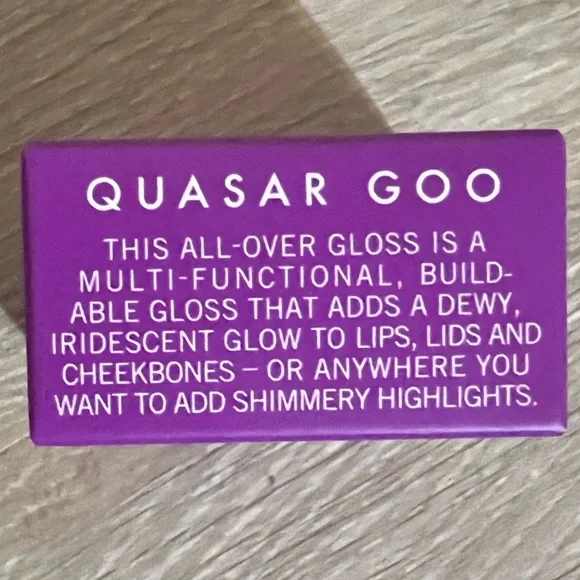 QUASAR GOO
THIS ALL-OVER GLOSS IS A
MULTI-FUNCTIONAL, BUILD-
ABLE GLOSS THAT ADDS A DEWY,
IRIDESCENT GLOW TO LIPS, LIDS AND
CHEEKBONES – OR ANYWHERE YOU
WANT TO ADD SHIMMERY HIGHLIGHTS.